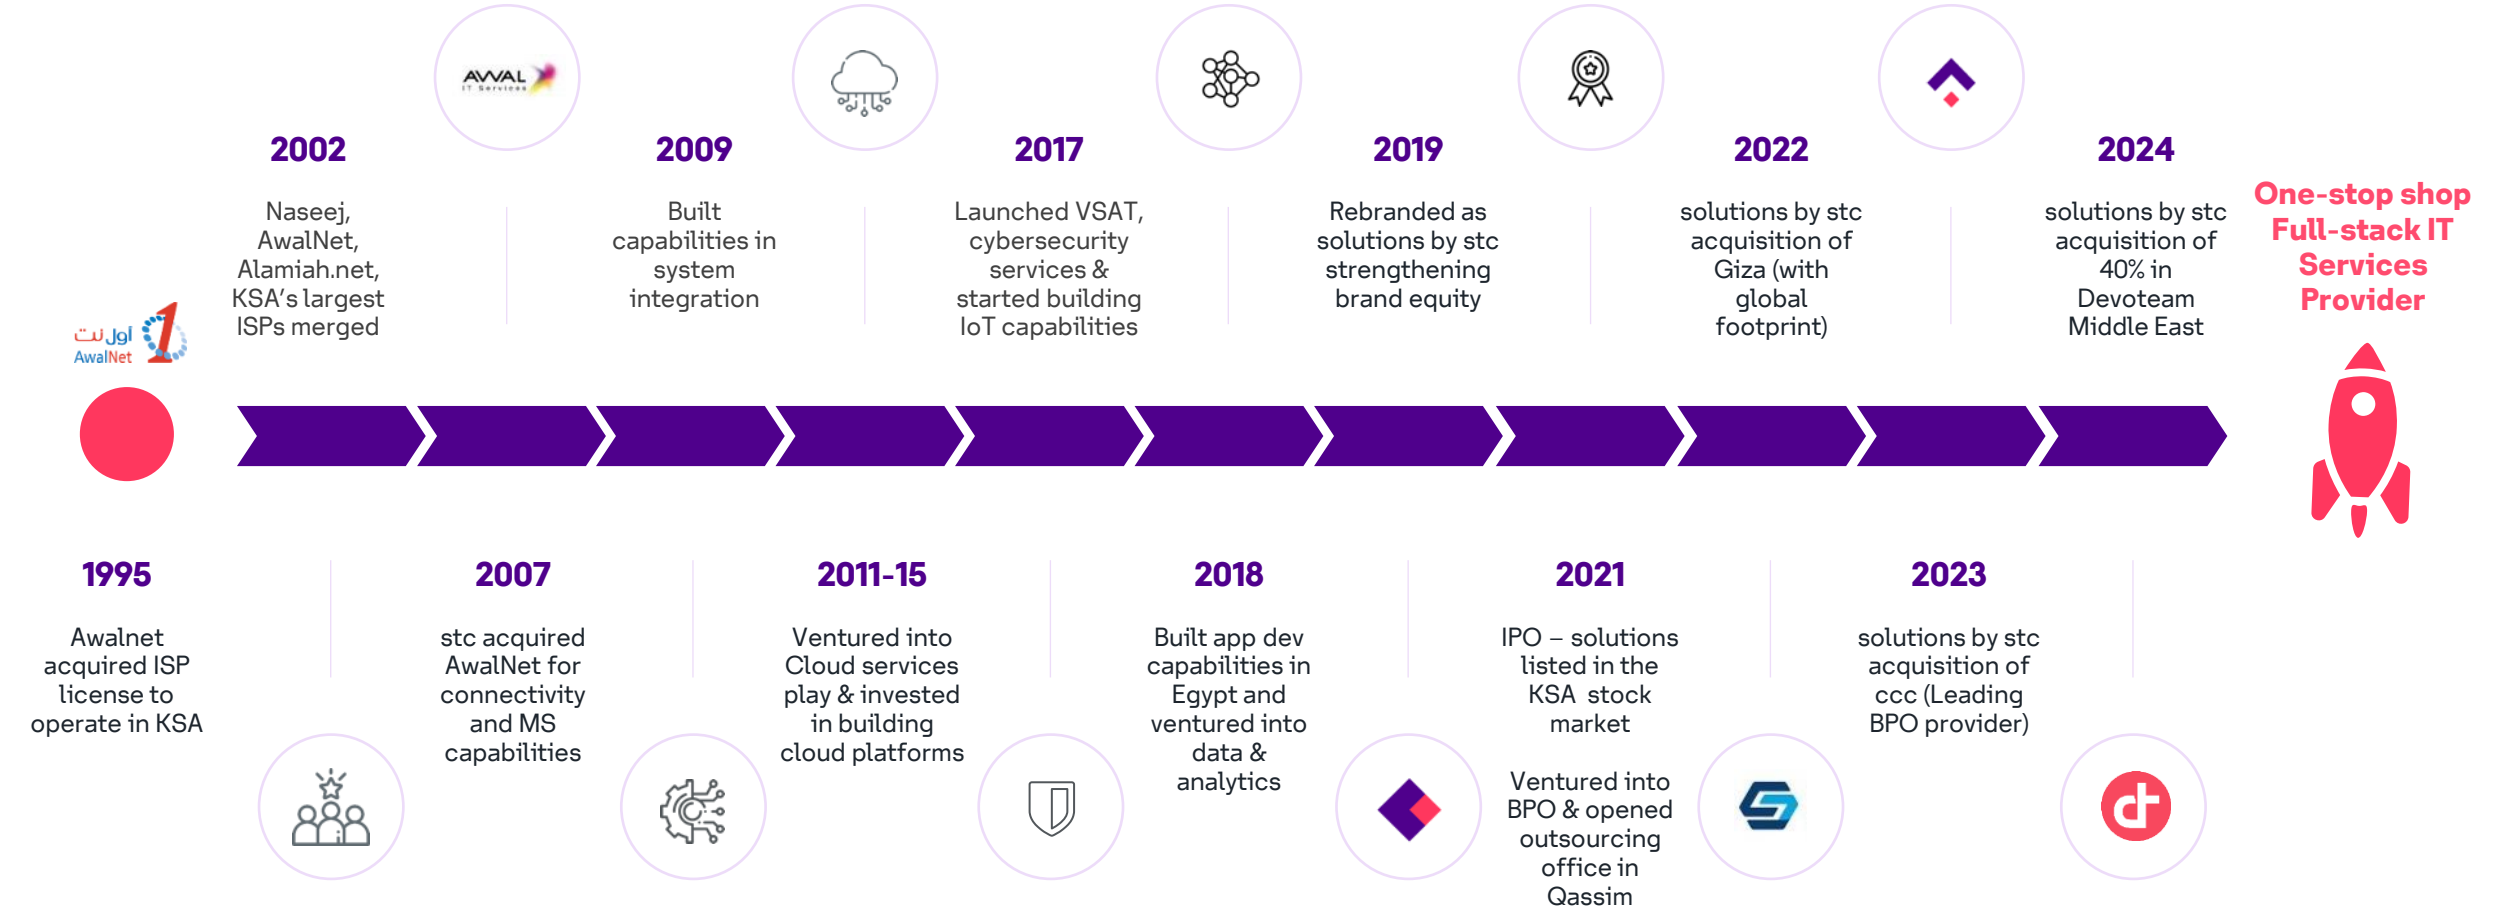 AWAL
IT Services
2002
Naseej,
AwalNet,
Alamiah.net,
KSA's largest
ISPs merged
2009
Built
capabilities in
system
integration
2017
Launched VSAT,
cybersecurity
services &
started building
IoT capabilities
2019
Rebranded as
solutions by stc
strengthening
brand equity
2022
solutions by stc
acquisition of
Giza (with
global
footprint)
2024
solutions by stc
acquisition of
40% in
Devoteam
Middle East
One-stop shop
Full-stack IT
Services
Provider
أول نت
AwalNet
1995
Awalnet
acquired ISP
license to
operate in KSA
2007
stc acquired
AwalNet for
connectivity
and MS
capabilities
2011-15
Ventured into
Cloud services
play & invested
in building
cloud platforms
2018
Built app dev
capabilities in
Egypt and
ventured into
data &
analytics
2021
IPO – solutions
listed in the
KSA stock
market
Ventured into
BPO & opened
outsourcing
office in
Qassim
2023
solutions by stc
acquisition of
ccc (Leading
BPO provider)